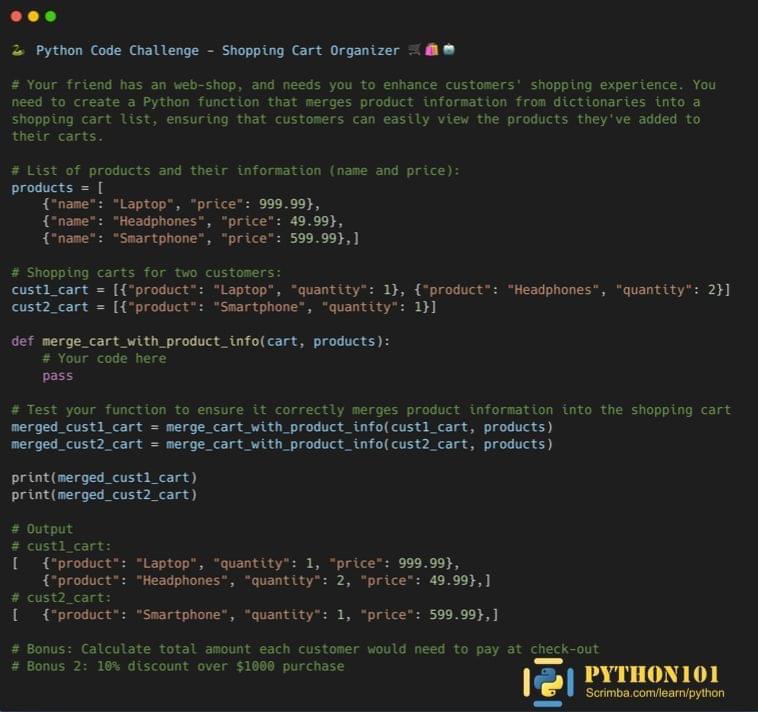 🐍 Python Code Challenge - Shopping Cart Organizer 🛒🛍️🤖
# Your friend has an web-shop, and needs you to enhance customers' shopping experience. You
need to create a Python function that merges product information from dictionaries into a
shopping cart list, ensuring that customers can easily view the products they've added to
their carts.
# List of products and their information (name and price):
products = [
    {"name": "Laptop", "price": 999.99},
    {"name": "Headphones", "price": 49.99},
    {"name": "Smartphone", "price": 599.99},]
# Shopping carts for two customers:
cust1_cart = [{"product": "Laptop", "quantity": 1}, {"product": "Headphones", "quantity": 2}]
cust2_cart = [{"product": "Smartphone", "quantity": 1}]
def merge_cart_with_product_info(cart, products):
    # Your code here
    pass
# Test your function to ensure it correctly merges product information into the shopping cart
merged_cust1_cart = merge_cart_with_product_info(cust1_cart, products)
merged_cust2_cart = merge_cart_with_product_info(cust2_cart, products)
print(merged_cust1_cart)
print(merged_cust2_cart)
# Output
# cust1_cart:
[   {"product": "Laptop", "quantity": 1, "price": 999.99},
    {"product": "Headphones", "quantity": 2, "price": 49.99},]
# cust2_cart:
[   {"product": "Smartphone", "quantity": 1, "price": 599.99},]
# Bonus: Calculate total amount each customer would need to pay at check-out
# Bonus 2: 10% discount over $1000 purchase
PYTHON101
Scrimba.com/learn/python